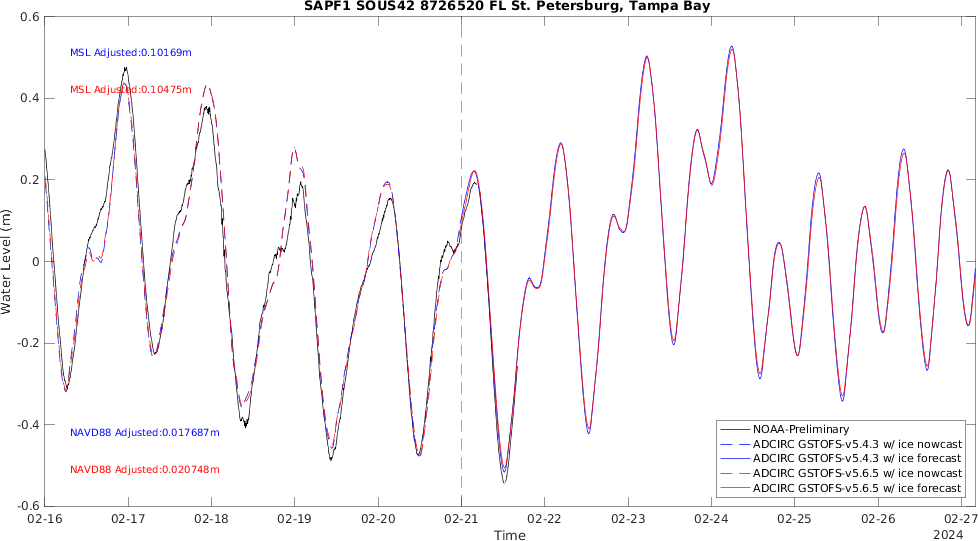 SAPF1 SOUS42 8726520 FL St. Petersburg, Tampa Bay
0.6
MSL Adjusted:0.10169m
MSL Adjusted:0.10475m
0.4
0.2
0
-0.2
-0.4
-0.6
Water Level (m)
NAVD88 Adjusted:0.017687m
NAVD88 Adjusted:0.020748m
NOAA-Preliminary
ADCIRC GSTOFS-v5.4.3 w/ ice nowcast
ADCIRC GSTOFS-v5.4.3 w/ ice forecast
ADCIRC GSTOFS-v5.6.5 w/ ice nowcast
ADCIRC GSTOFS-v5.6.5 w/ ice forecast
02-16 02-17 02-18 02-19 02-20 02-21 02-22 02-23 02-24 02-25 02-26 02-27
Time
2024